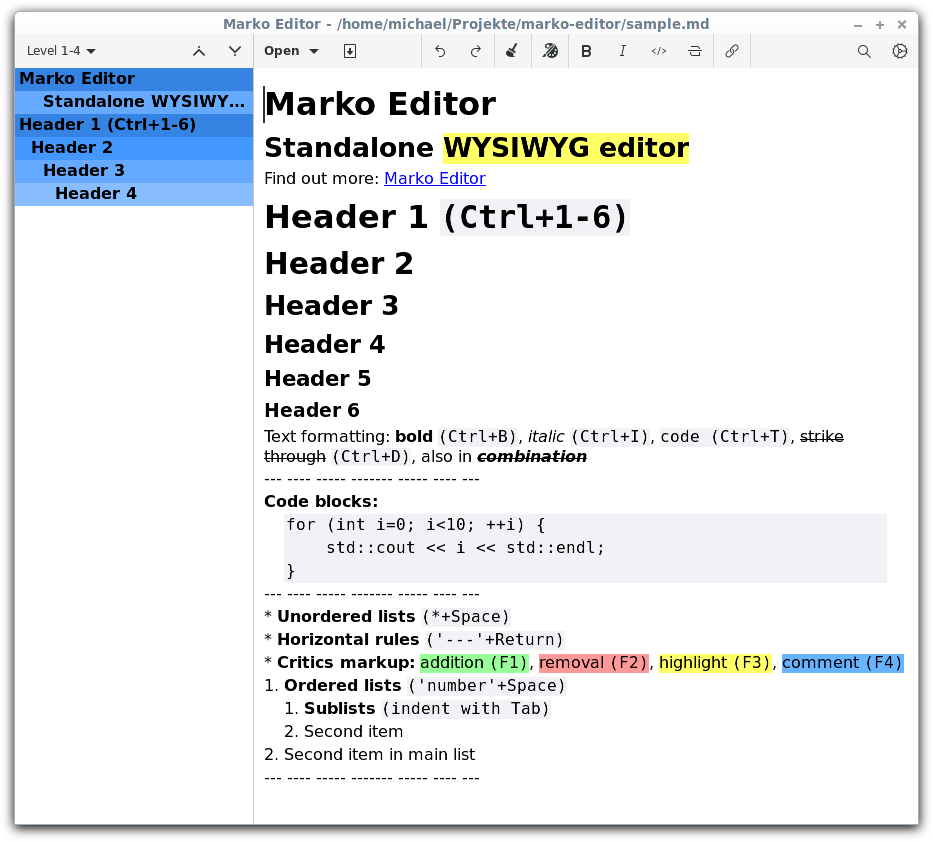 Marko Editor - /home/michael/Projekte/marko-editor/sample.md
Level 1-4
Open
B
I
</>
Marko Editor
Standalone WYSIWY...
Header 1 (Ctrl+1-6)
Header 2
Header 3
Header 4
Marko Editor
Standalone WYSIWYG editor
Find out more: Marko Editor
Header 1 (Ctrl+1-6)
Header 2
Header 3
Header 4
Header 5
Header 6
Text formatting: bold (Ctrl+B), italic (Ctrl+I), code (Ctrl+T), strike
through (Ctrl+D), also in combination
--- ---- ----- ------- ----- ---- ---
Code blocks:
for (int i=0; i<10; ++i) {
    std::cout << i << std::endl;
}
--- ---- ----- ------- ----- ---- ---
* Unordered lists (*+Space)
* Horizontal rules ('---'+Return)
* Critics markup: addition (F1), removal (F2), highlight (F3), comment (F4)
1. Ordered lists ('number'+Space)
1. Sublists (indent with Tab)
2. Second item
2. Second item in main list
--- ---- ----- ------- ----- ---- ---